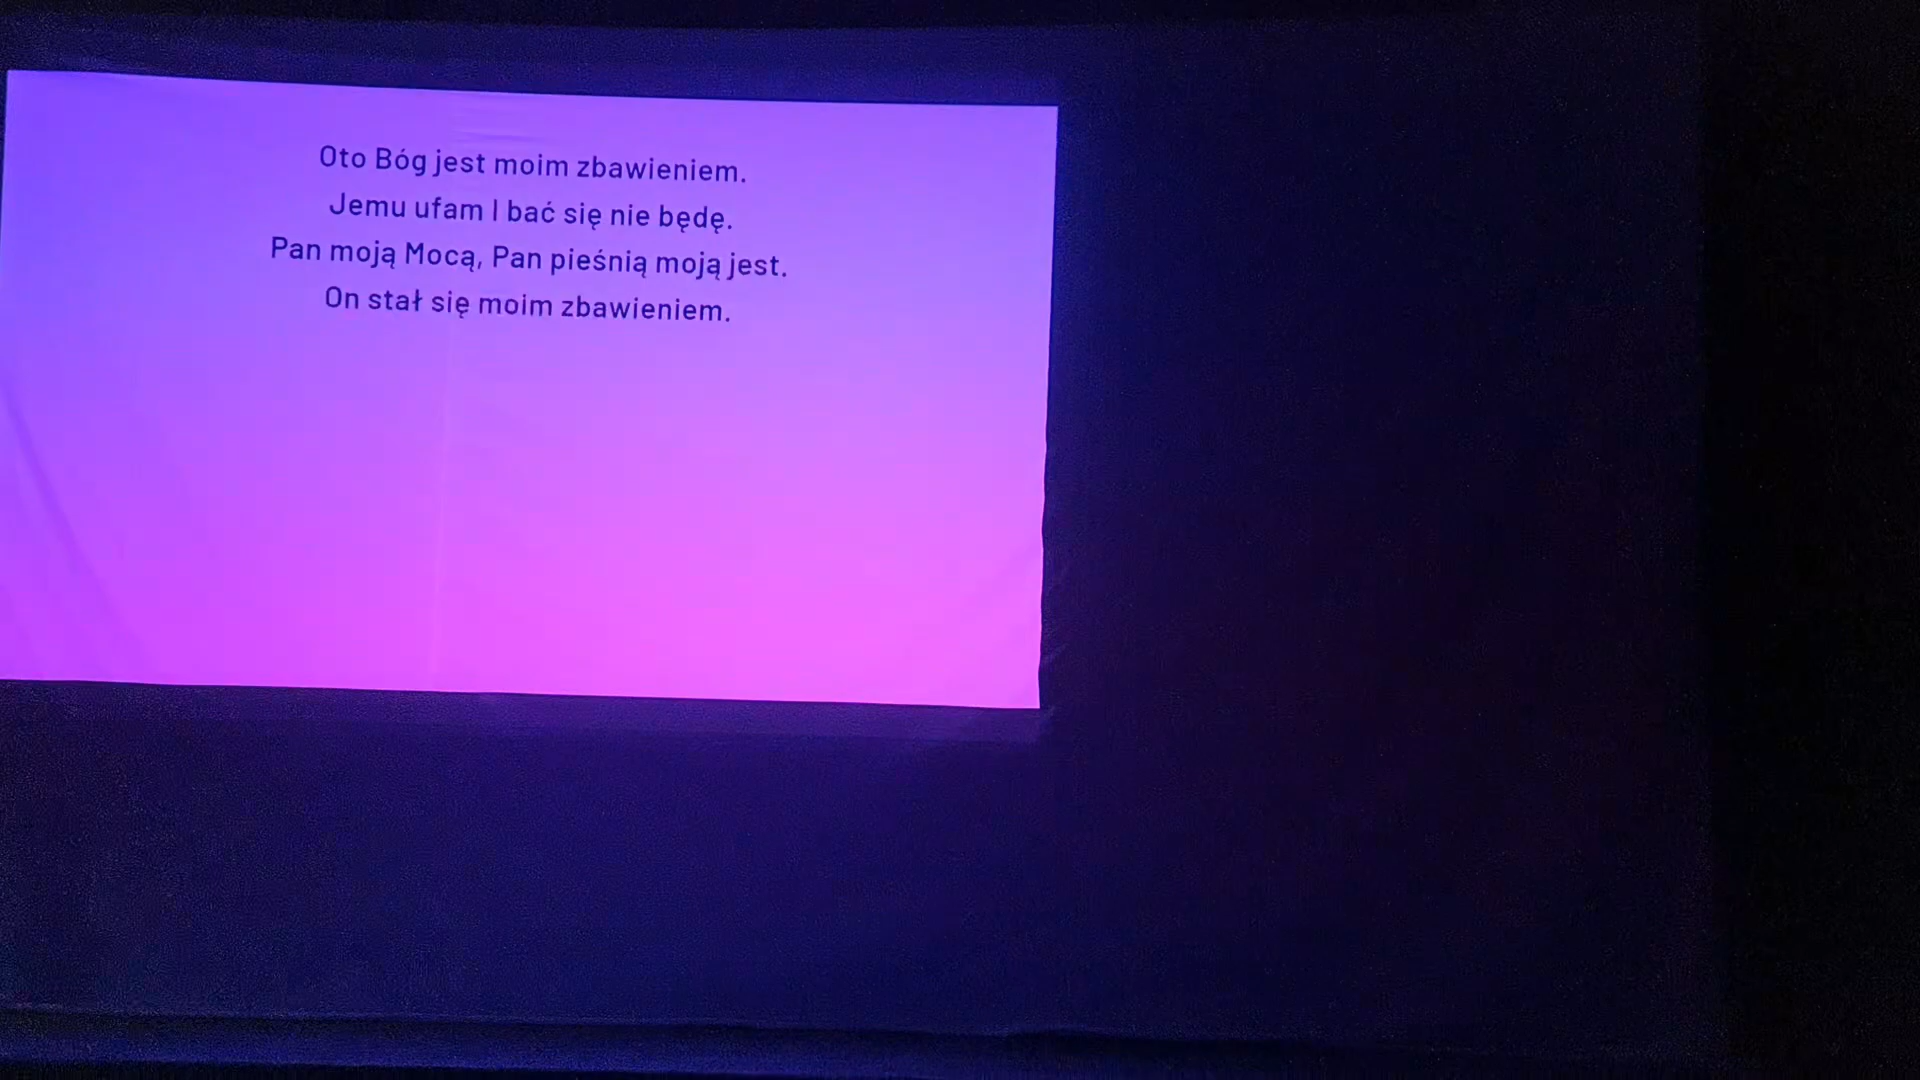 Oto Bóg jest moim zbawieniem.
Jemu ufam I bać się nie będę.
Pan moją Mocą, Pan pieśnią moją jest.
On stał się moim zbawieniem.